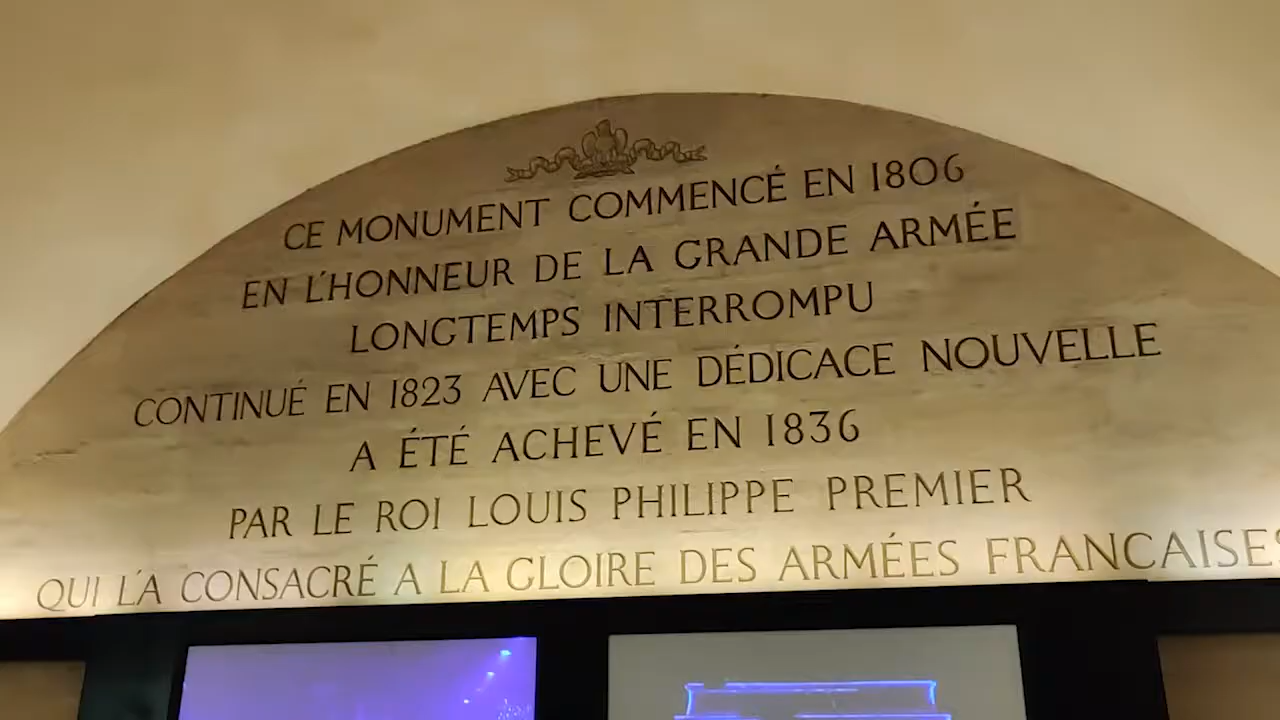 CE MONUMENT COMMENCÉ EN 1806
EN L'HONNEUR DE LA GRANDE ARMÉE
LONGTEMPS INTERROMPU
CONTINUÉ EN 1823 AVEC UNE DÉDICACE NOUVELLE
A ÉTÉ ACHEVÉ EN 1836
PAR LE ROI LOUIS PHILIPPE PREMIER
QUI L'A CONSACRÉ A LA GLOIRE DES ARMÉES FRANCAISES